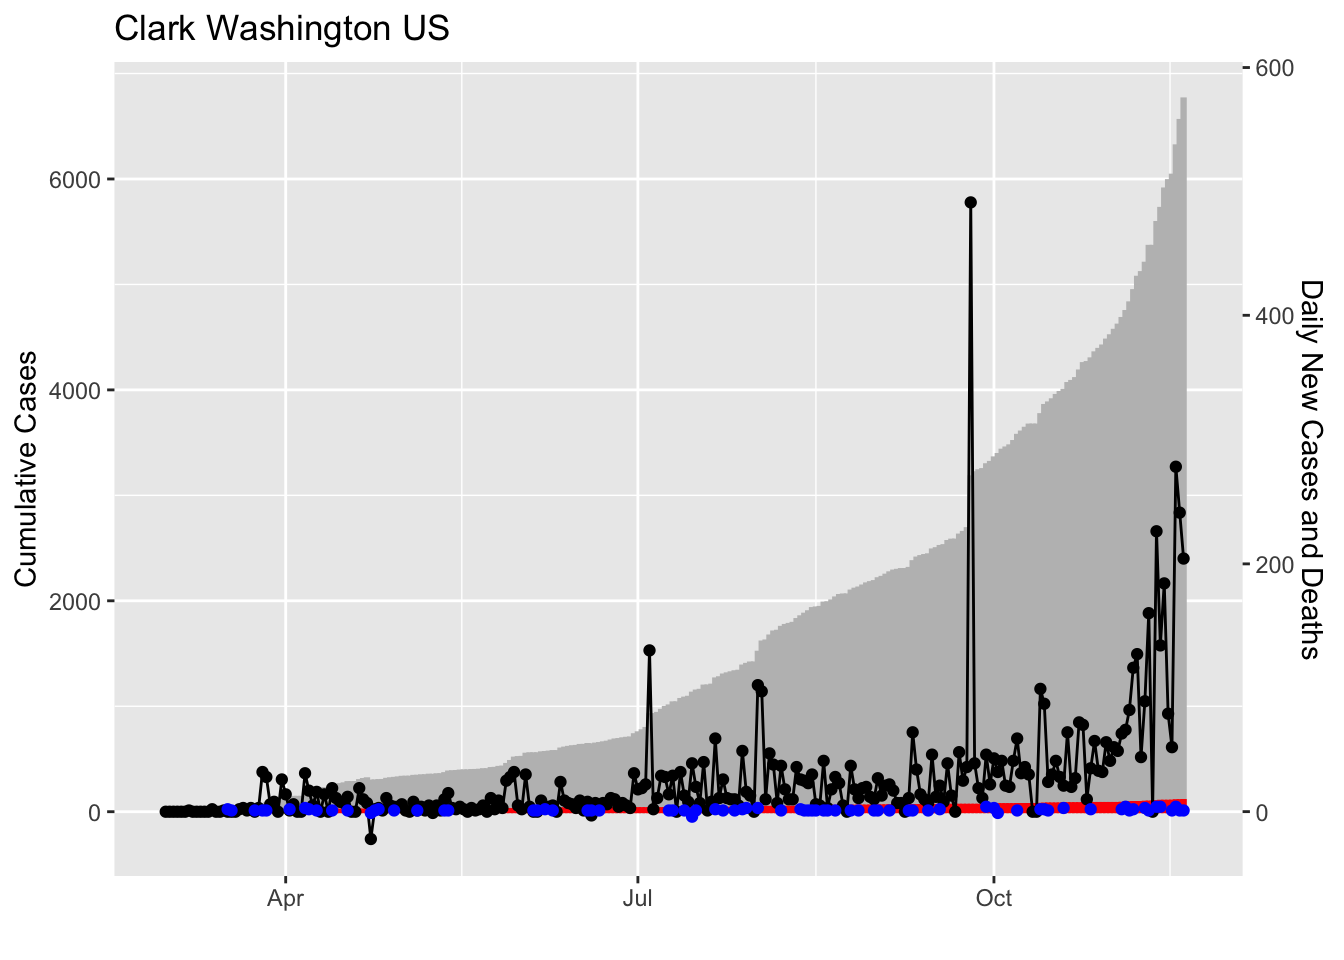 Clark Washington US
Cumulative Cases
6000
4000
2000
0
600
400
200
0
Daily New Cases and Deaths
Apr
Jul
Oct